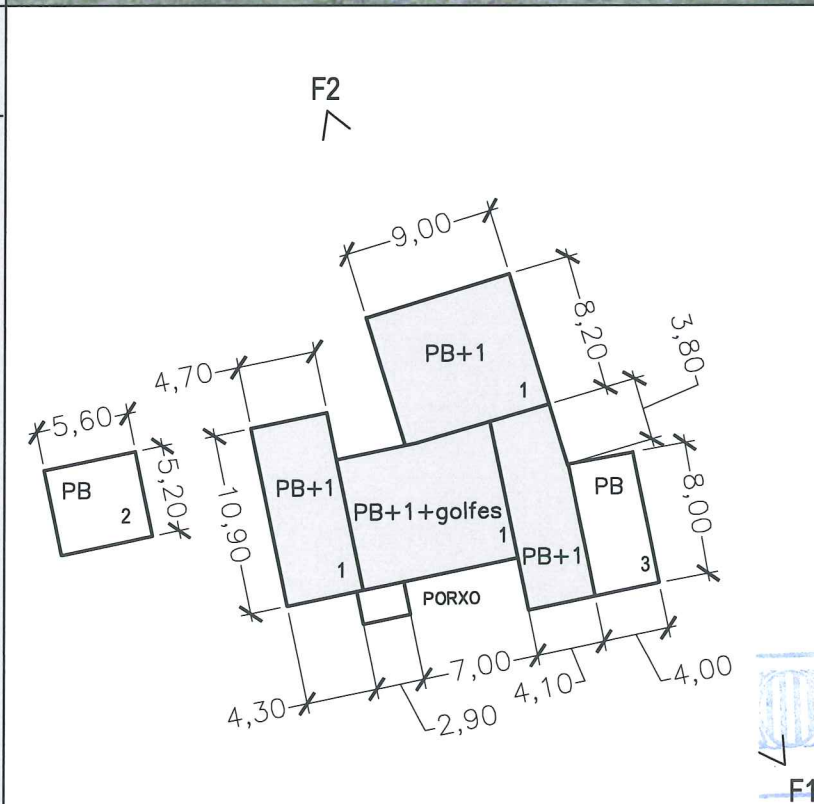 F2
9,00
8,20
3,80
PB+1
1
4,70
5,60
5,20
PB
2
10,90
PB+1
1
PB+1+golfes
1
PB+1
PB
3
8,00
PORXO
4,30
2,90
7,00
4,10
4,00
F1